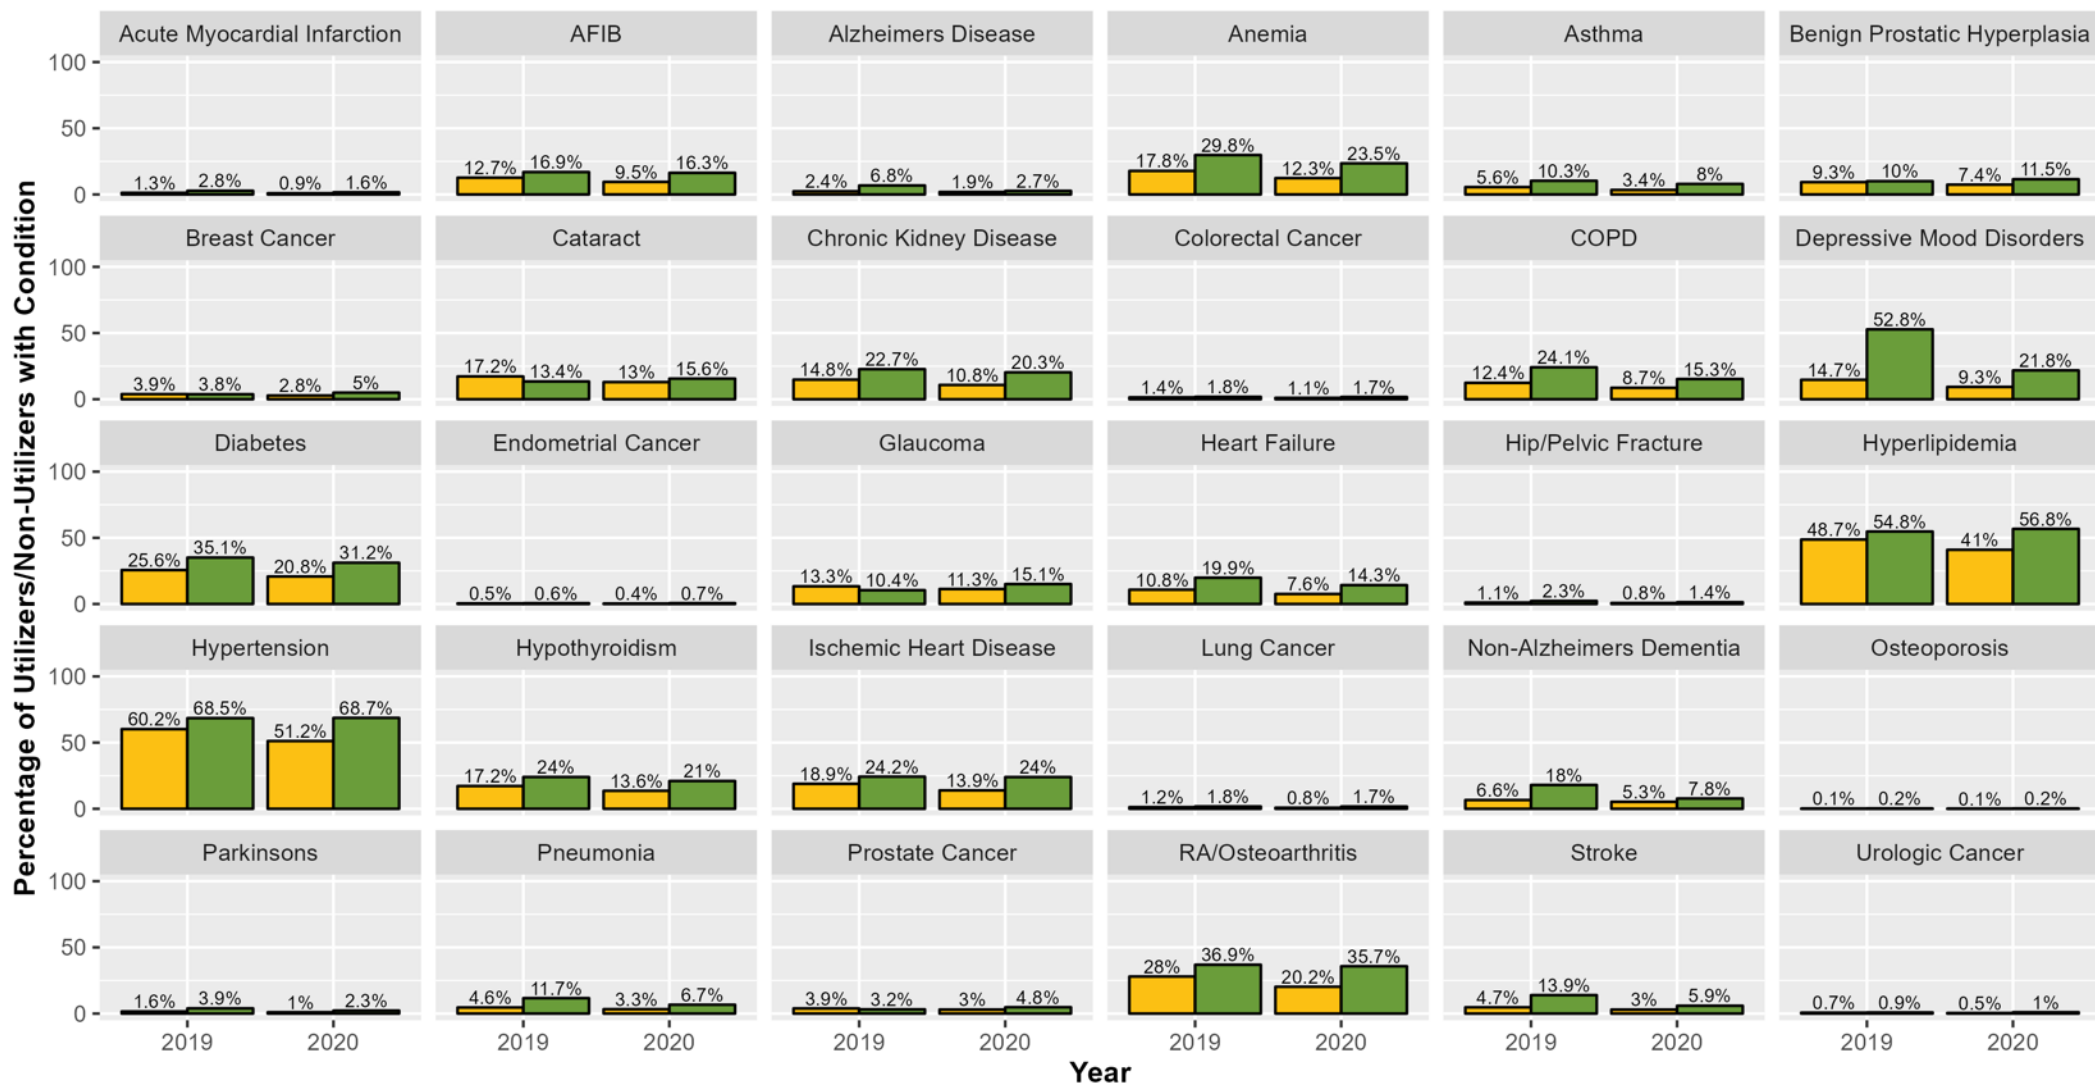 Acute Myocardial Infarction AFIB Alzheimers Disease Anemia Asthma Benign Prostatic Hyperplasia
100
50
0
1.3% 2.8% 0.9% 1.6% 12.7% 16.9% 9.5% 16.3% 2.4% 6.8% 1.9% 2.7% 17.8% 29.8% 12.3% 23.5% 5.6% 10.3% 3.4% 8% 9.3% 10% 7.4% 11.5%
Breast Cancer Cataract Chronic Kidney Disease Colorectal Cancer COPD Depressive Mood Disorders
100
50
0
3.9% 3.8% 2.8% 5% 17.2% 13.4% 13% 15.6% 14.8% 22.7% 10.8% 20.3% 1.4% 1.8% 1.1% 1.7% 12.4% 24.1% 8.7% 15.3% 14.7% 52.8% 9.3% 21.8%
Diabetes Endometrial Cancer Glaucoma Heart Failure Hip/Pelvic Fracture Hyperlipidemia
100
50
0
25.6% 35.1% 20.8% 31.2% 0.5% 0.6% 0.4% 0.7% 13.3% 10.4% 11.3% 15.1% 10.8% 19.9% 7.6% 14.3% 1.1% 2.3% 0.8% 1.4% 48.7% 54.8% 41% 56.8%
Hypertension Hypothyroidism Ischemic Heart Disease Lung Cancer Non-Alzheimers Dementia Osteoporosis
100
50
0
60.2% 68.5% 51.2% 68.7% 17.2% 24% 13.6% 21% 18.9% 24.2% 13.9% 24% 1.2% 1.8% 0.8% 1.7% 6.6% 18% 5.3% 7.8% 0.1% 0.2% 0.1% 0.2%
Parkinsons Pneumonia Prostate Cancer RA/Osteoarthritis Stroke Urologic Cancer
100
50
0
1.6% 3.9% 1% 2.3% 4.6% 11.7% 3.3% 6.7% 3.9% 3.2% 3% 4.8% 28% 36.9% 20.2% 35.7% 4.7% 13.9% 3% 5.9% 0.7% 0.9% 0.5% 1%
2019 2020 2019 2020 2019 2020 2019 2020 2019 2020 2019 2020
Year
Percentage of Utilizers/Non-Utilizers with Condition